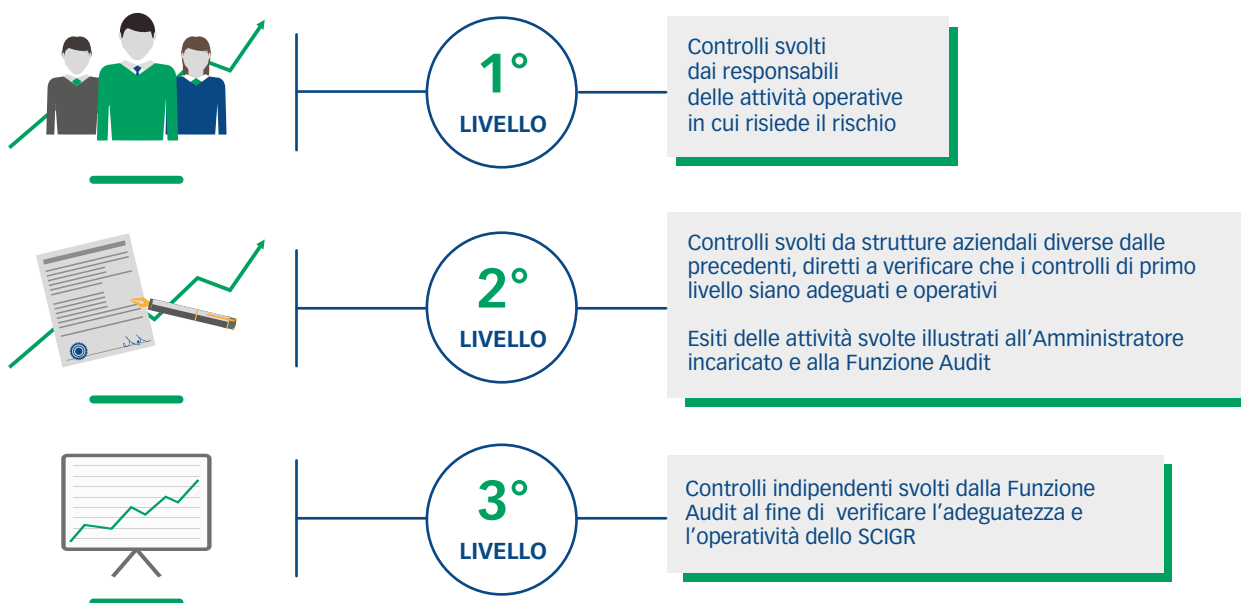 1°
LIVELLO
Controlli svolti
dai responsabili
delle attività operative
in cui risiede il rischio
2°
LIVELLO
Controlli svolti da strutture aziendali diverse dalle
precedenti, diretti a verificare che i controlli di primo
livello siano adeguati e operativi
Esiti delle attività svolte illustrati all'Amministratore
incaricato e alla Funzione Audit
3°
LIVELLO
Controlli indipendenti svolti dalla Funzione
Audit al fine di verificare l'adeguatezza e
l'operatività dello SCIGR